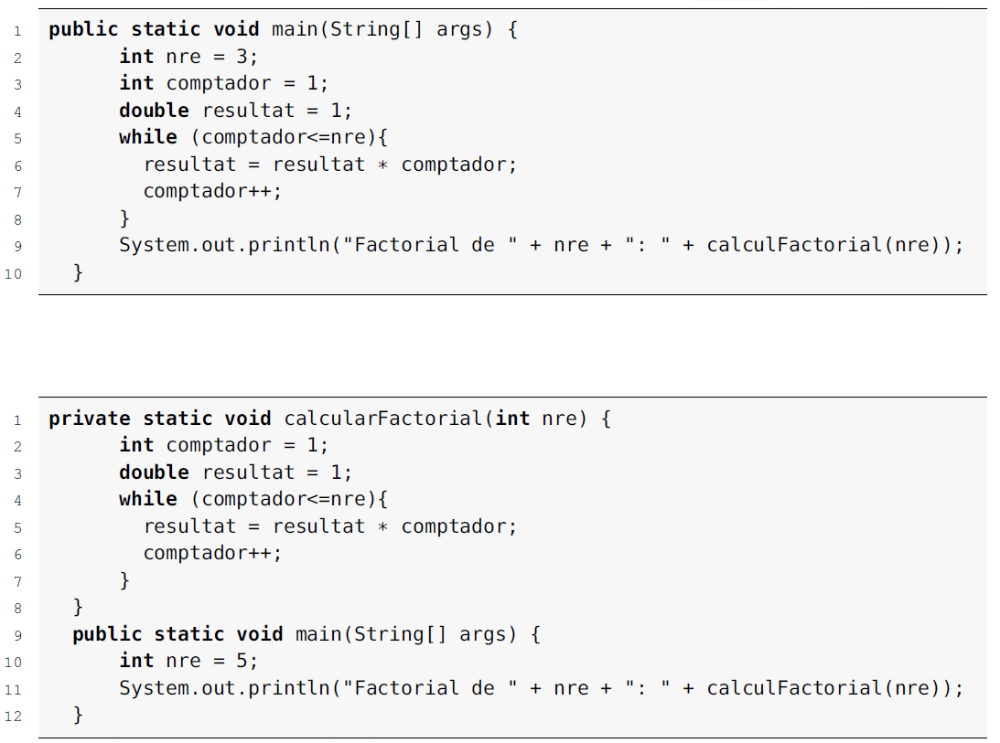 1 public static void main(String[] args) {
2 int nre = 3;
3 int comptador = 1;
4 double resultat = 1;
5 while (comptador<=nre){
6 resultat = resultat * comptador;
7 comptador++;
8 }
9 System.out.println("Factorial de " + nre + ": " + calculFactorial(nre));
10 }
1 private static void calcularFactorial(int nre) {
2 int comptador = 1;
3 double resultat = 1;
4 while (comptador<=nre){
5 resultat = resultat * comptador;
6 comptador++;
7 }
8 }
9 public static void main(String[] args) {
10 int nre = 5;
11 System.out.println("Factorial de " + nre + ": " + calculFactorial(nre));
12 }